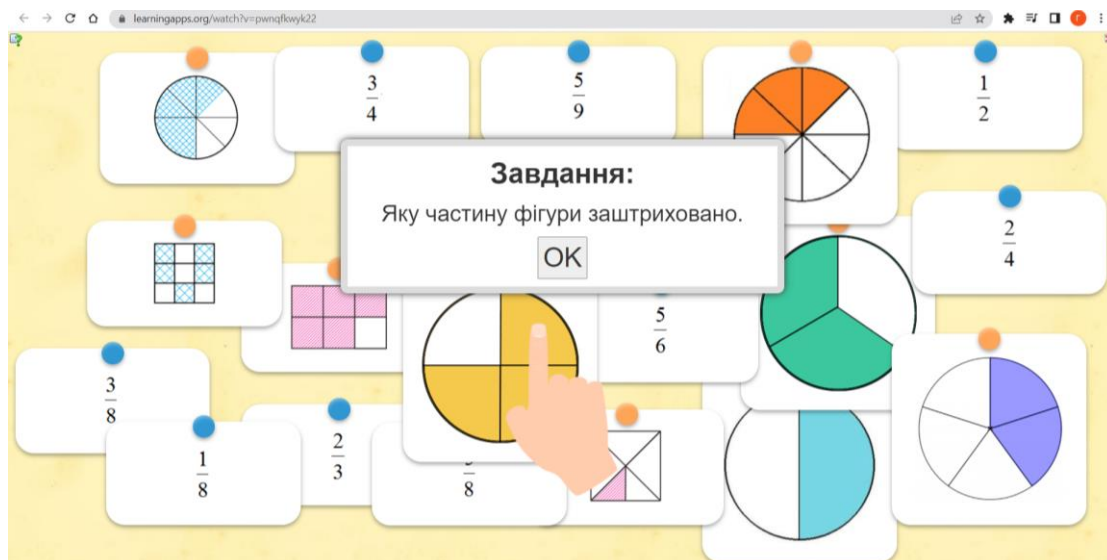 learningapps.org/watch?v=pwnqfkwyk22
г
3/4
5/9
1/2
Завдання:
Яку частину фігури заштриховано.
OK
2/4
5/6
3/8
1/8
2/3
8